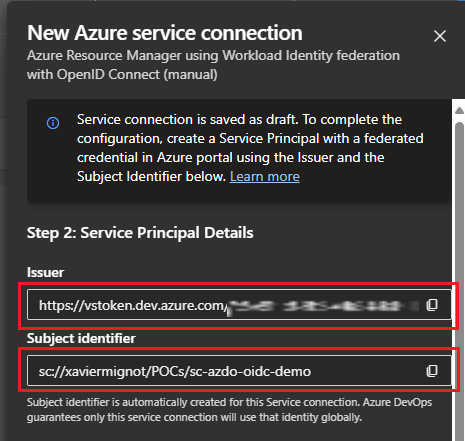 New Azure service connection
Azure Resource Manager using Workload Identity federation
with OpenID Connect (manual)
Service connection is saved as draft. To complete the
configuration, create a Service Principal with a federated
credential in Azure portal using the Issuer and the
Subject Identifier below. Learn more
Step 2: Service Principal Details
Issuer
https://vstoken.dev.azure.com/
Subject identifier
sc://xaviermignot/POCs/sc-azdo-oidc-demo
Subject identifier is automatically created for this Service connection. Azure DevOps
guarantees only this service connection will use that identity globally.